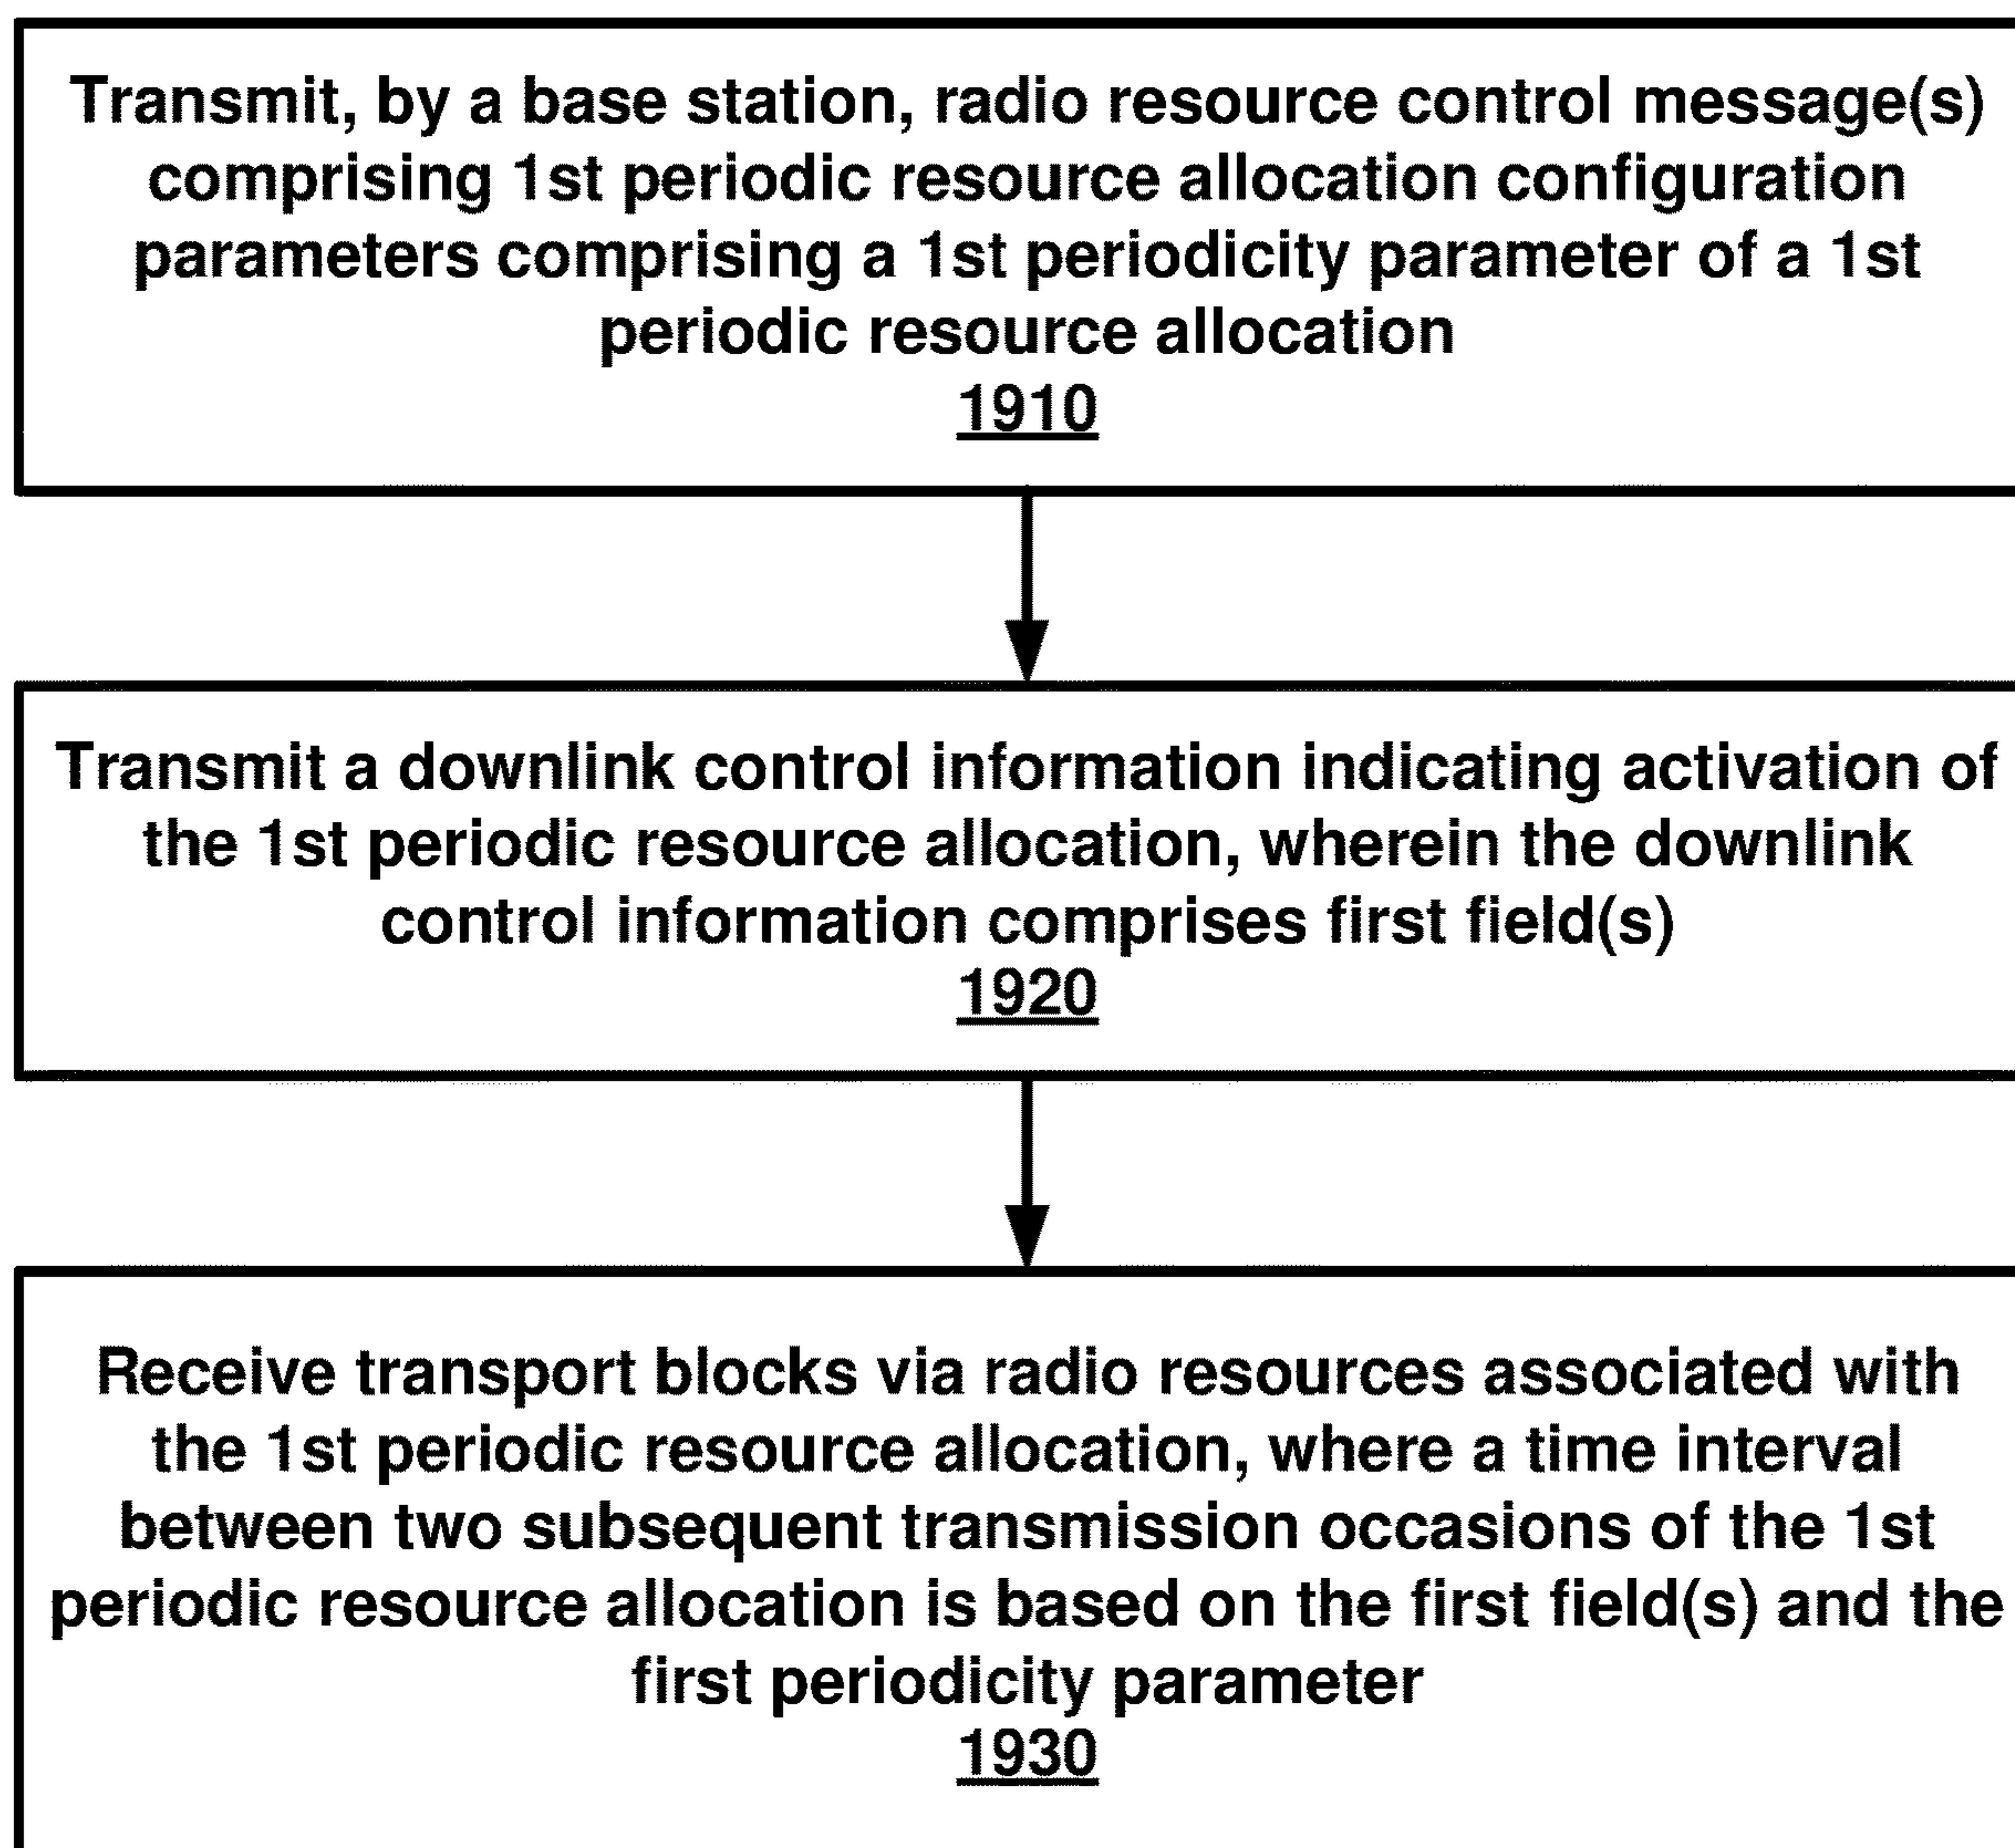 Transmit, by a base station, radio resource control message(s)
comprising 1st periodic resource allocation configuration
parameters comprising a 1st periodicity parameter of a 1st
periodic resource allocation
1910
Transmit a downlink control information indicating activation of
the 1st periodic resource allocation, wherein the downlink
control information comprises first field(s)
1920
Receive transport blocks via radio resources associated with
the 1st periodic resource allocation, where a time interval
between two subsequent transmission occasions of the 1st
periodic resource allocation is based on the first field(s) and the
first periodicity parameter
1930